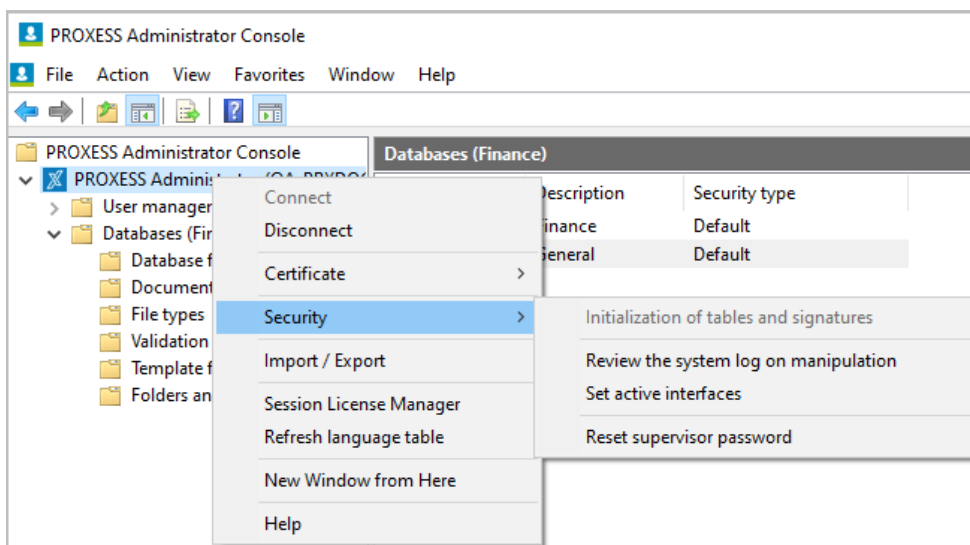 PROXESS Administrator Console
File Action View Favorites Window Help
PROXESS Administrator Console
Databases (Finance)
PROXESS
User
Databases
Database
File types
Validation
Template
Folders
Description Security type
Finance Default
General Default
Connect
Disconnect
Certificate
Security
Import / Export
Session License Manager
Refresh language table
New Window from Here
Help
Initialization of tables and signatures
Review the system log on manipulation
Set active interfaces
Reset supervisor password